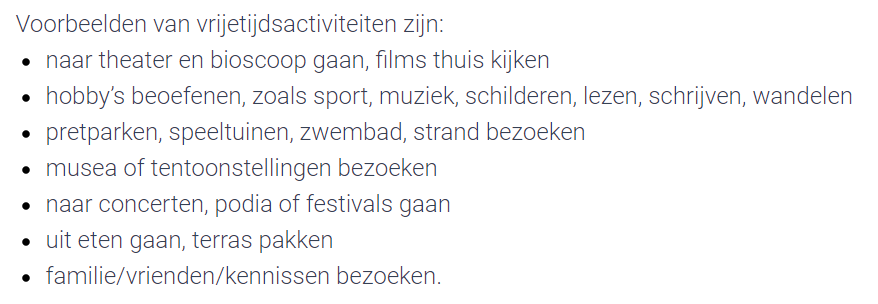 Voorbeelden van vrijetijdsactiviteiten zijn:
• naar theater en bioscoop gaan, films thuis kijken
• hobby’s beoefenen, zoals sport, muziek, schilderen, lezen, schrijven, wandelen
• pretparken, speeltuinen, zwembad, strand bezoeken
• musea of tentoonstellingen bezoeken
• naar concerten, podia of festivals gaan
• uit eten gaan, terras pakken
• familie/vrienden/kennissen bezoeken.